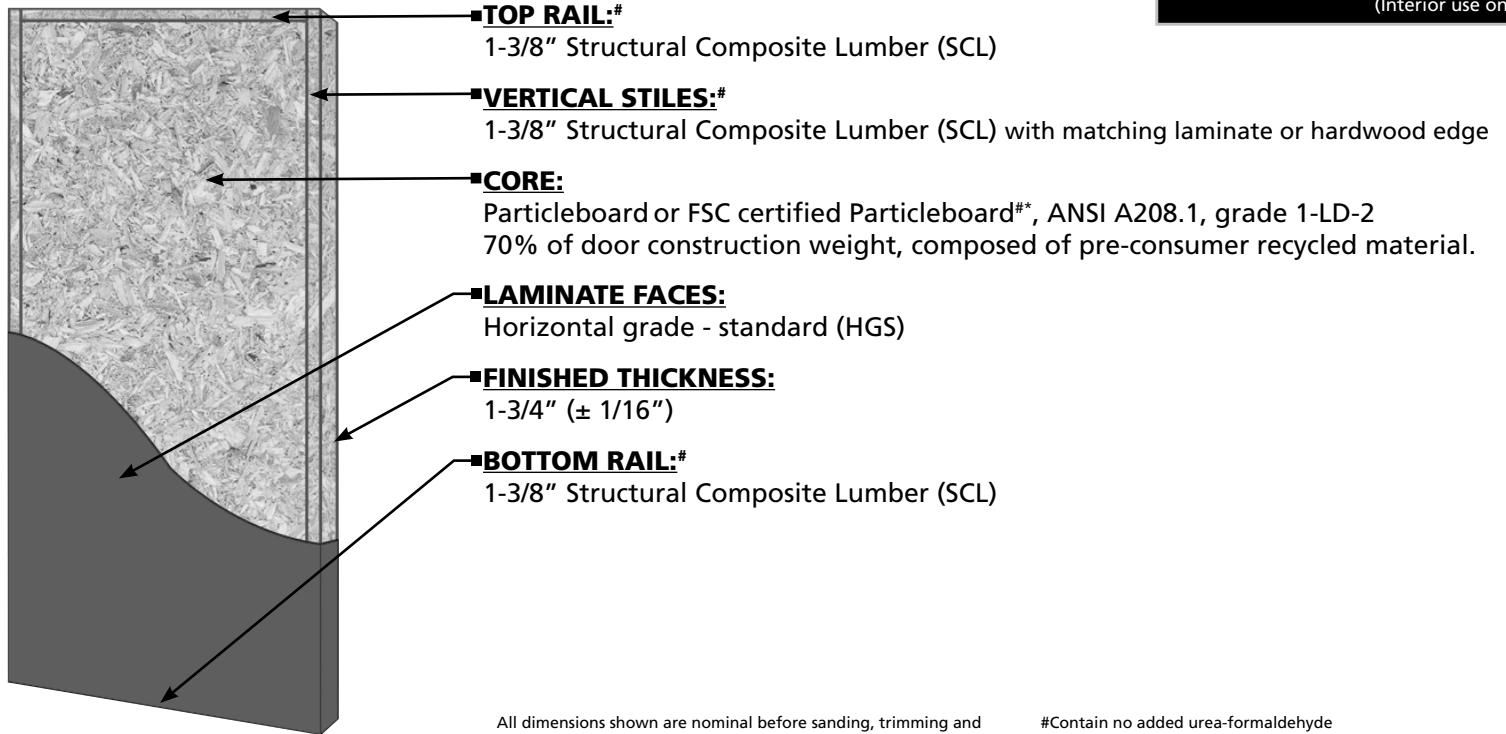 (Interior use on
TOP RAIL:#
1-3/8" Structural Composite Lumber (SCL)
VERTICAL STILES:#
1-3/8" Structural Composite Lumber (SCL) with matching laminate or hardwood edge
CORE:
Particleboard or FSC certified Particleboard#*, ANSI A208.1, grade 1-LD-2
70% of door construction weight, composed of pre-consumer recycled material.
LAMINATE FACES:
Horizontal grade - standard (HGS)
FINISHED THICKNESS:
1-3/4" (± 1/16")
BOTTOM RAIL:#
1-3/8" Structural Composite Lumber (SCL)
All dimensions shown are nominal before sanding, trimming and
#Contain no added urea-formaldehyde